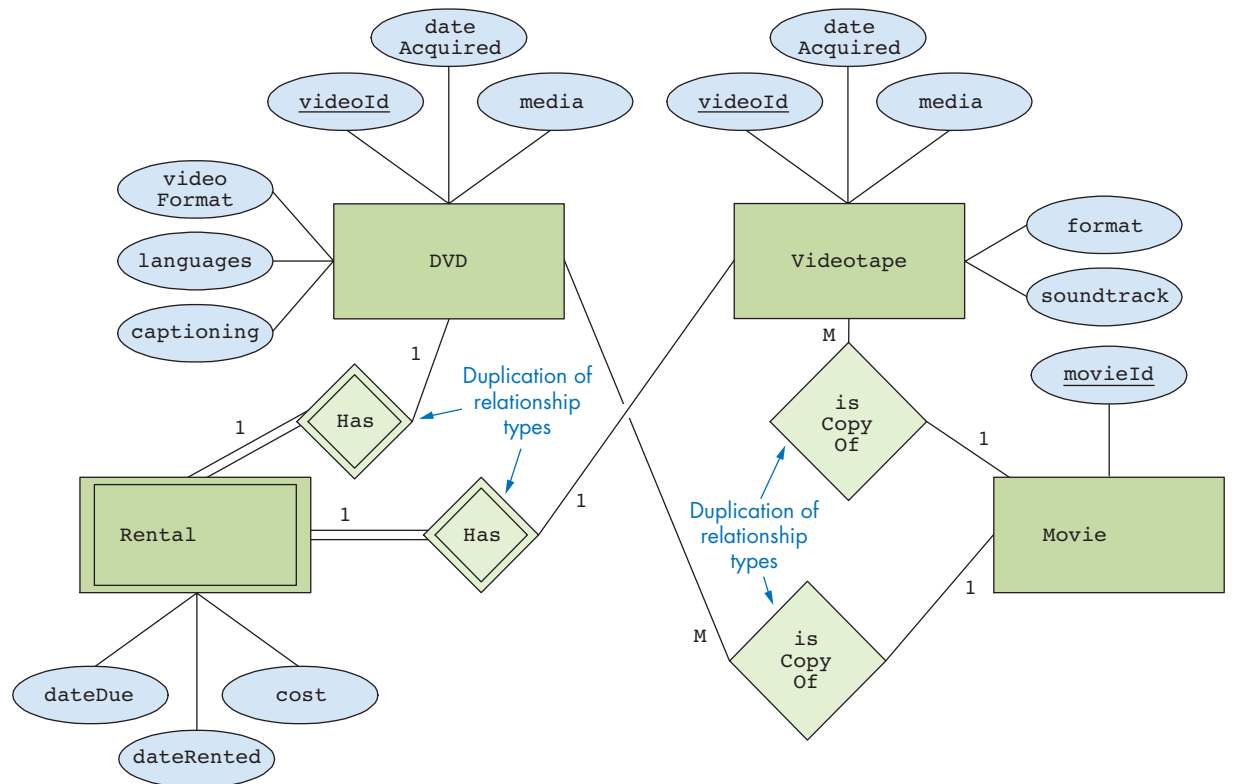 date
Acquired
videoId
media
date
Acquired
videoId
media
video
Format
languages
captioning
DVD
Videotape
format
soundtrack
1
M
Duplication of
relationship
types
movieId
Has
1
is
Copy
Of
1
1
Has
1
Duplication of
relationship
types
Rental
Movie
M
is
Copy
Of
1
dateDue
cost
dateRented